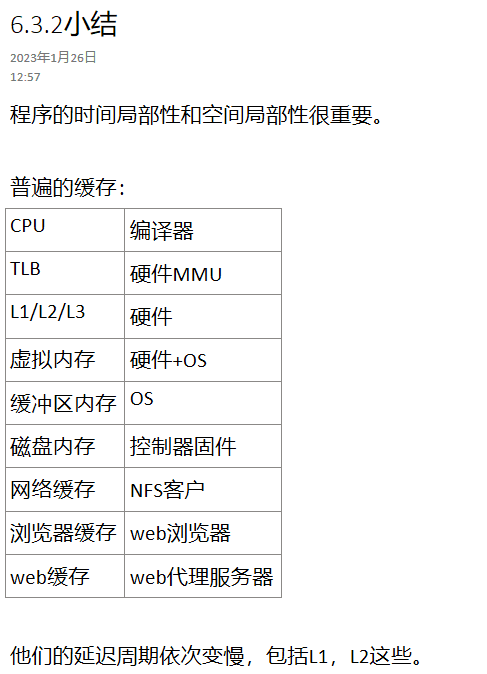 6.3.2小结
2023年1月26日
12:57
程序的时间局部性和空间局部性很重要。
普遍的缓存：
CPU 编译器
TLB 硬件MMU
L1/L2/L3 硬件
虚拟内存 硬件+OS
缓冲区内存 OS
磁盘内存 控制器固件
网络缓存 NFS客户
浏览器缓存 web浏览器
web缓存 web代理服务器
他们的延迟周期依次变慢，包括L1，L2这些。